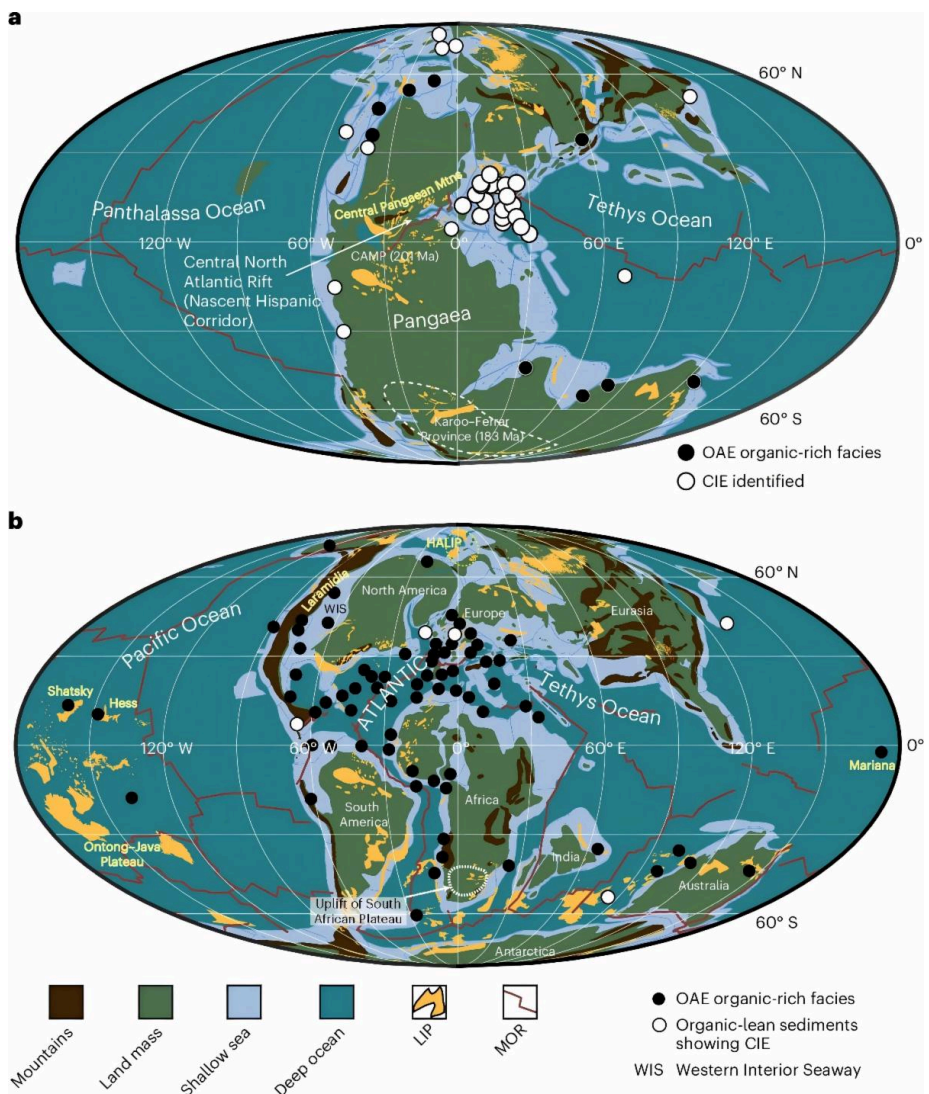 a
60° N
Panthalassa Ocean
Central Pangaean Mtns
Tethys Ocean
120° W
60° W
0°
60° E
120° E
0°
CAMP (201 Ma)
Central North
Atlantic Rift
(Nascent Hispanic
Corridor)
Pangaea
Karoo–Ferrar
Province (183 Ma)
60° S
OAE organic-rich facies
CIE identified
b
HALIP
60° N
Laramidia
North America
WIS
Europe
Eurasia
Pacific Ocean
ATLANTIC
Tethys Ocean
Shatsky
Hess
120° W
60° W
0°
60° E
120° E
0°
Mariana
South
America
Africa
India
Ontong–Java
Plateau
Australia
Uplift of South
African Plateau
60° S
Antarctica
Mountains
Land mass
Shallow sea
Deep ocean
LIP
MOR
OAE organic-rich facies
Organic-lean sediments
showing CIE
WIS Western Interior Seaway